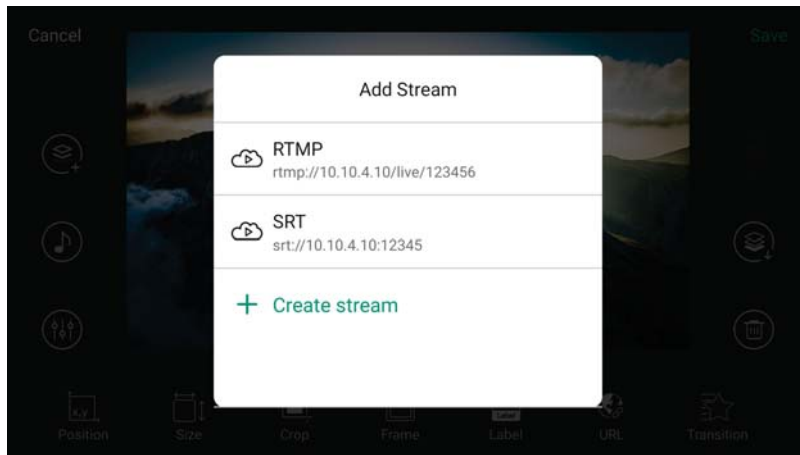 Cancel
Save
Add Stream
RTMP
rtmp://10.10.4.10/live/123456
SRT
srt://10.10.4.10:12345
Create stream
x,y
Position
Size
Crop
Frame
Label
Label
URL
Transition